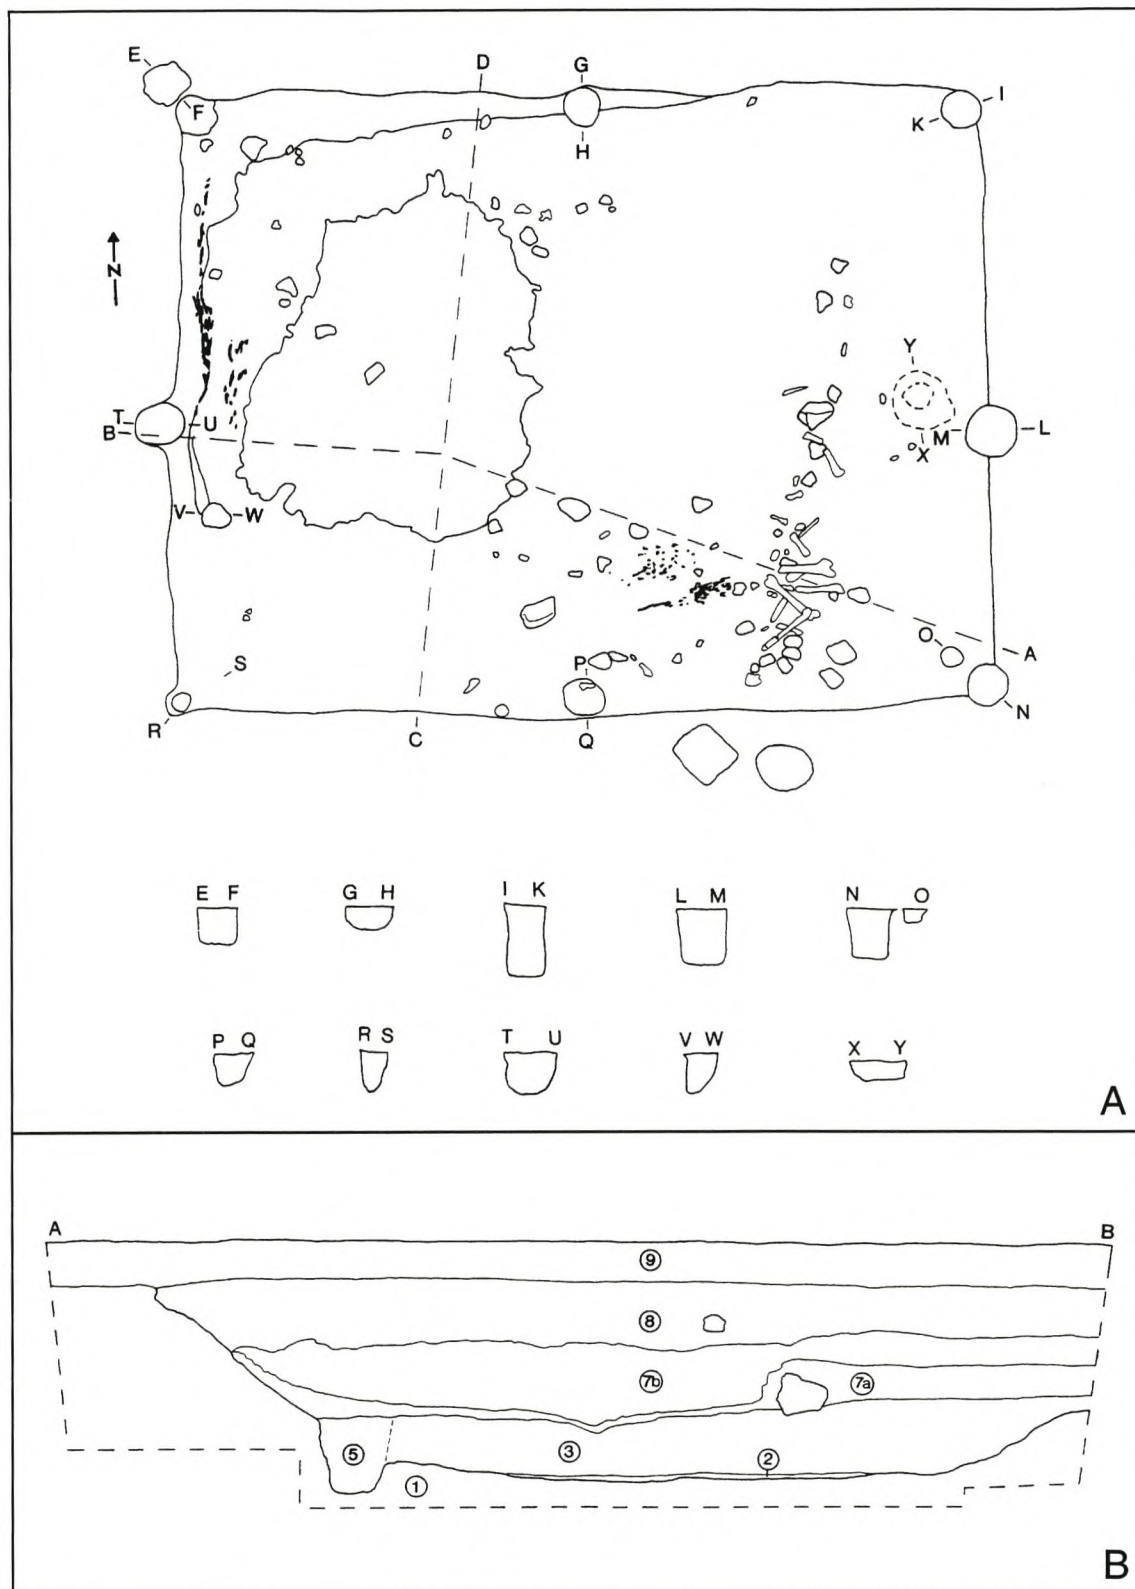 E D G
F I
K
H
N
Y
T U M L
B X
V W
O A
S P
R N
C Q
E F G H I K L M N O
P Q R S T U V W X Y
A
A B
9
8
7b 7a
3
5 2
1
B